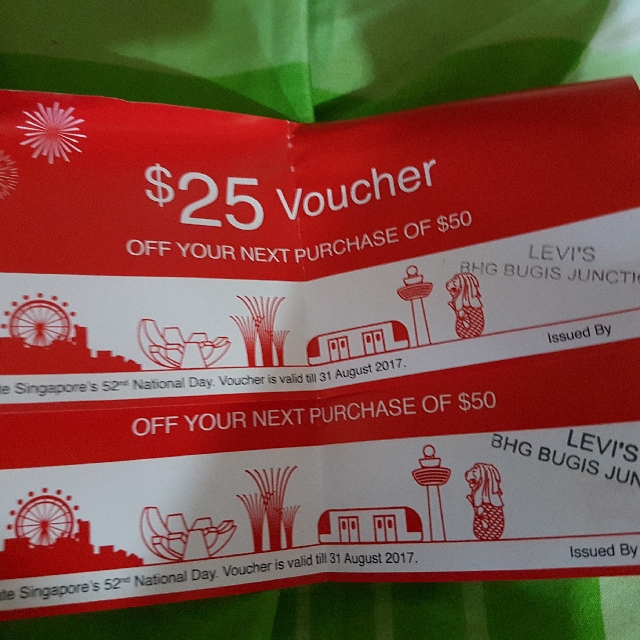 $25 Voucher
OFF YOUR NEXT PURCHASE OF $50
LEVI'S
BHG BUGIS JUNCTI
Issued By
te Singapore's 52nd National Day. Voucher is valid till 31 August 2017.
OFF YOUR NEXT PURCHASE OF $50
LEVI'S
BHG BUGIS JUN
Issued By
te Singapore's 52nd National Day. Voucher is valid till 31 August 2017.